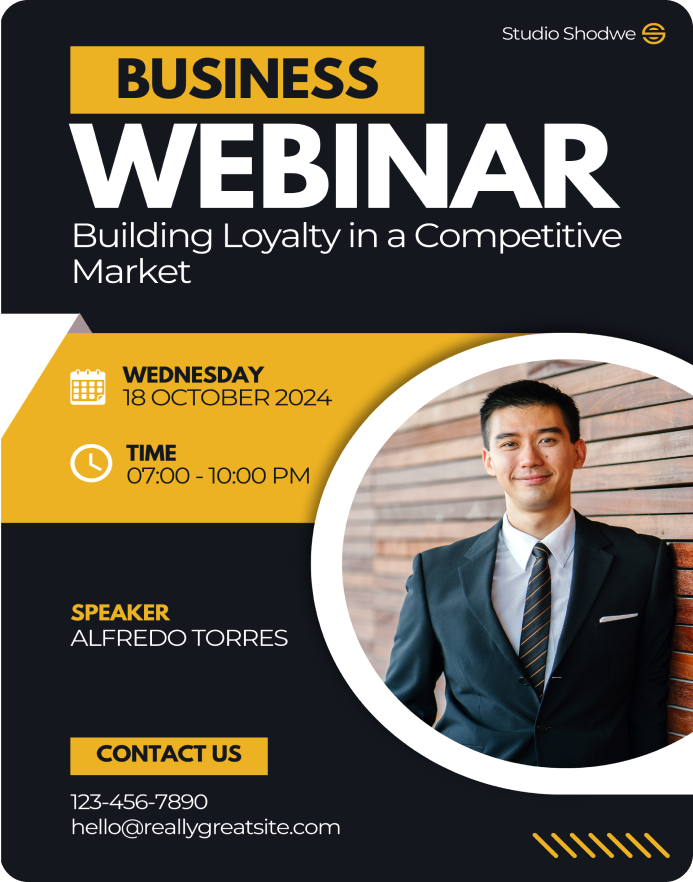 Studio Shodwe
BUSINESS
WEBINAR
Building Loyalty in a Competitive
Market
WEDNESDAY
18 OCTOBER 2024
TIME
07:00 - 10:00 PM
SPEAKER
ALFREDO TORRES
CONTACT US
123-456-7890
hello@reallygreatsite.com